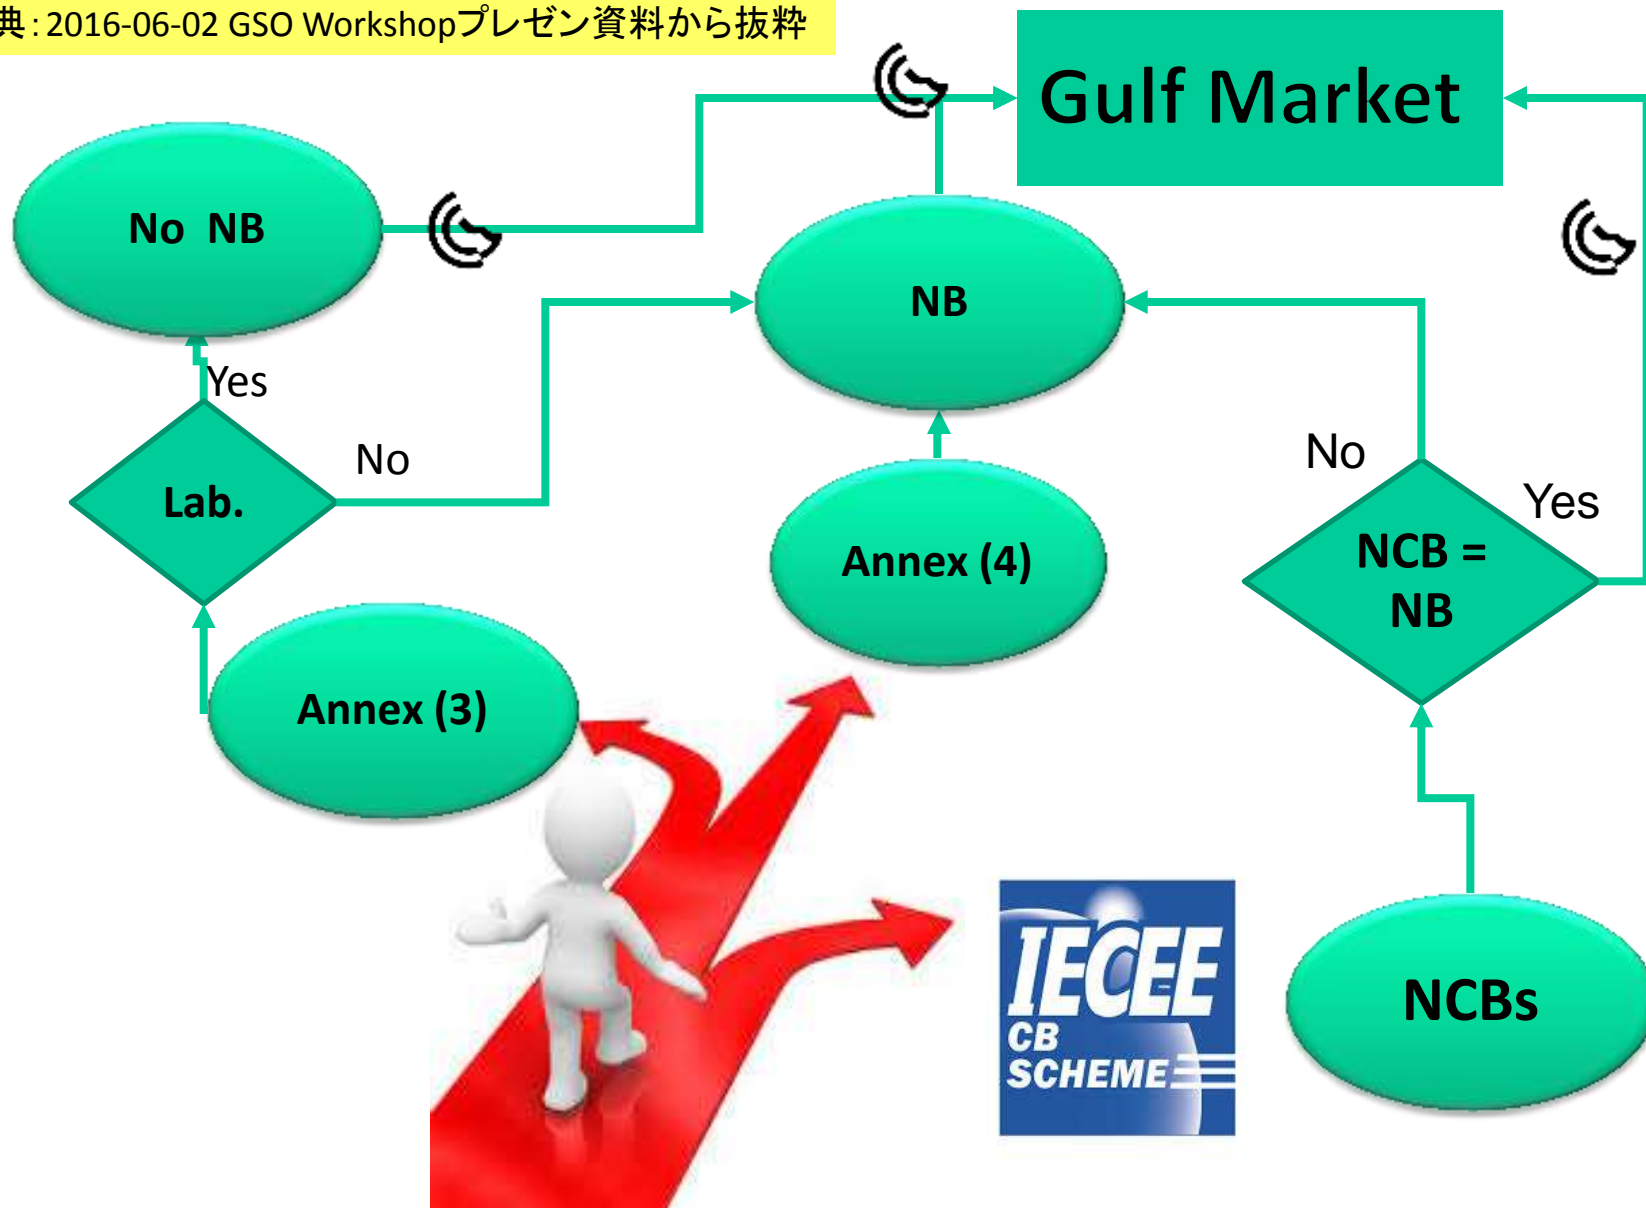 典：2016-06-02 GSO Workshopプレゼン資料から抜粋
Gulf Market
No NB
NB
Yes
No
Lab.
No
Yes
NCB =
NB
Annex (4)
Annex (3)
IECEE
CB
SCHEME
NCBs